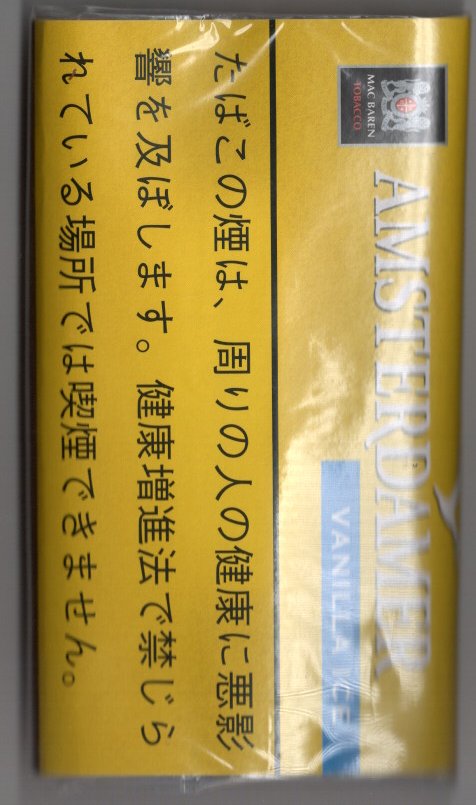 MAC BAREN
TOBACCO
AMSTERDAMER
VANILLA
たばこの煙は、周りの人の健康に悪影
響を及ぼします。健康増進法で禁じら
れている場所では喫煙できません。